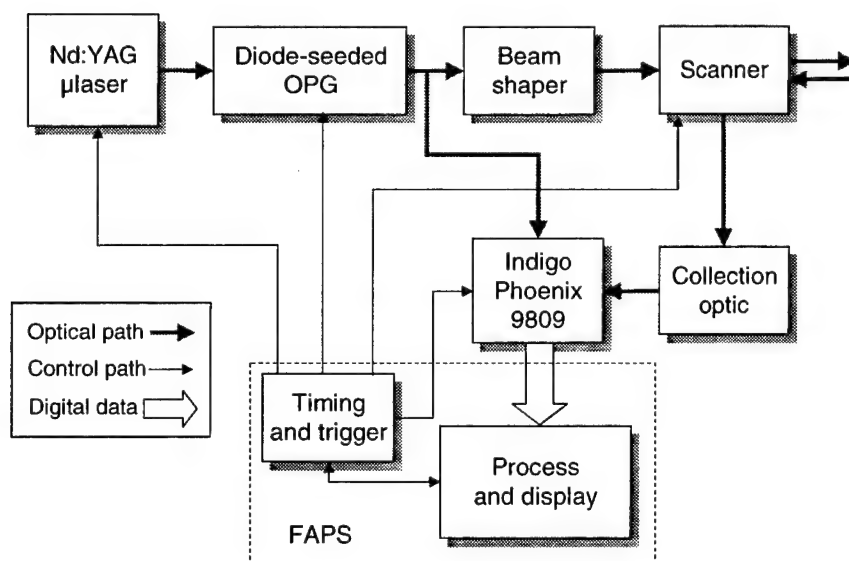 Nd:YAG
µlaser
Diode-seeded
OPG
Beam
shaper
Scanner
Indigo
Phoenix
9809
Collection
optic
Optical path
Control path
Digital data
Timing
and trigger
Process
and display
FAPS